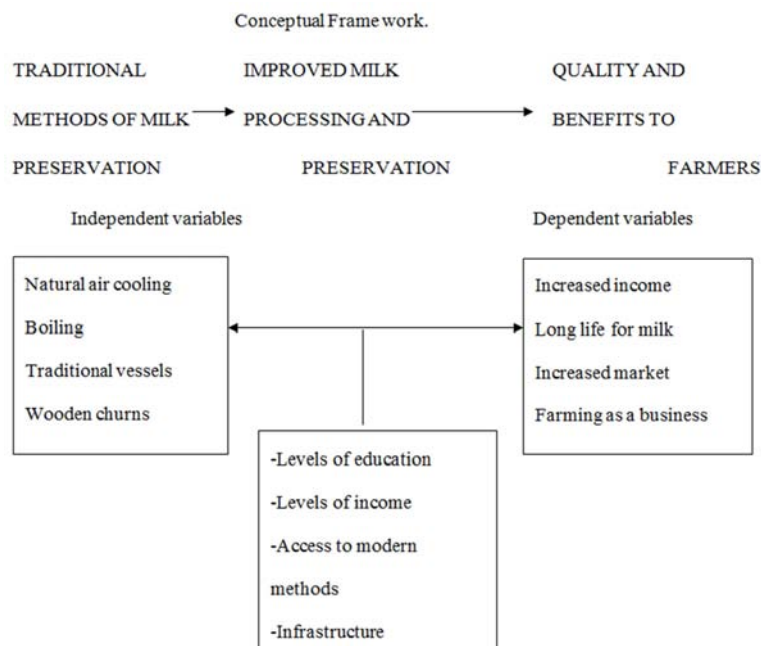 Conceptual Frame work.
TRADITIONAL IMPROVED MILK QUALITY AND
METHODS OF MILK PROCESSING AND BENEFITS TO
PRESERVATION PRESERVATION FARMERS
Independent variables Dependent variables
Natural air cooling
Boiling
Traditional vessels
Wooden churns
Increased income
Long life for milk
Increased market
Farming as a business
-Levels of education
-Levels of income
-Access to modern
methods
-Infrastructure